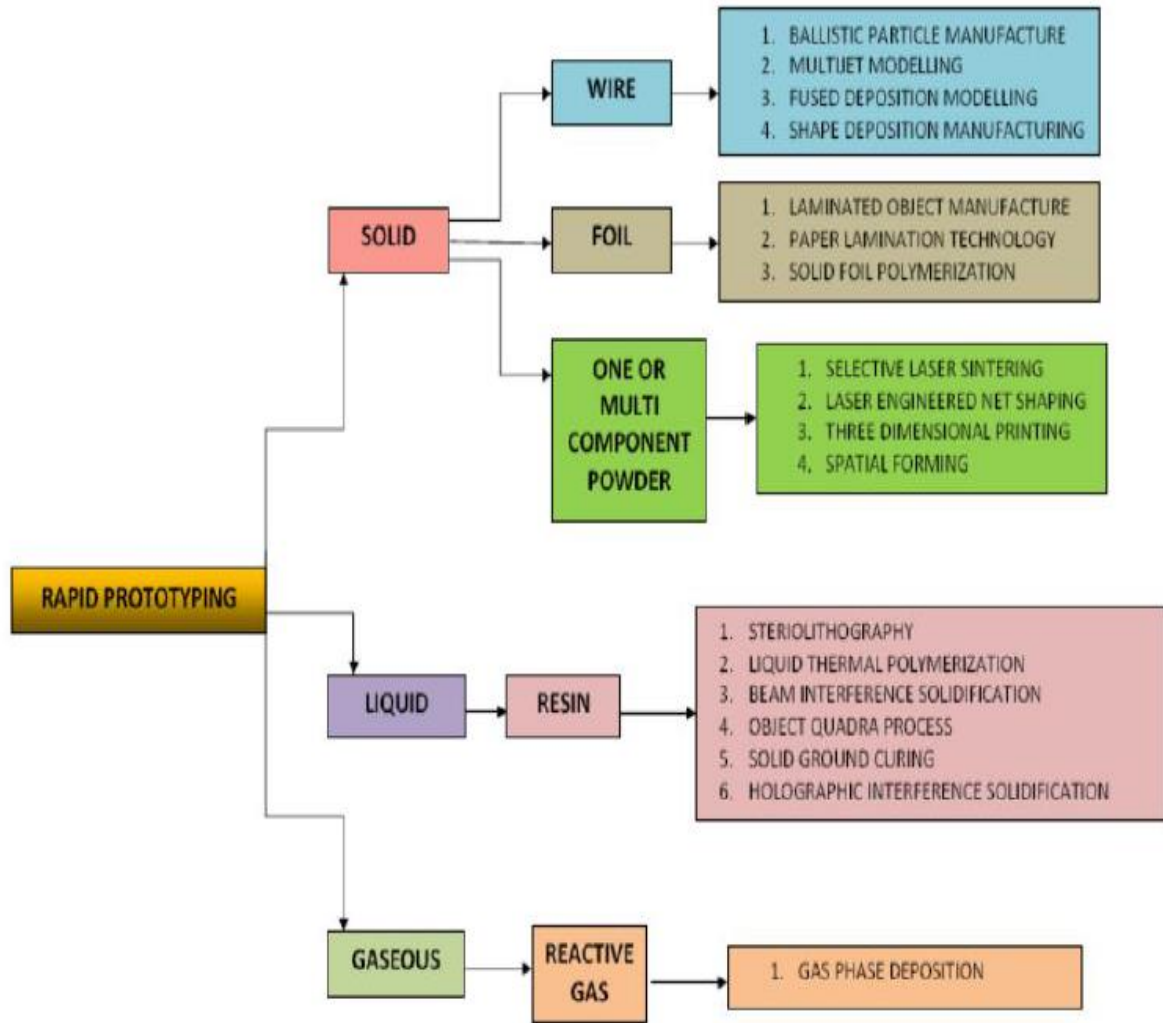 WIRE
1. BALLISTIC PARTICLE MANUFACTURE
2. MULTIJET MODELLING
3. FUSED DEPOSITION MODELLING
4. SHAPE DEPOSITION MANUFACTURING
SOLID
FOIL
1. LAMINATED OBJECT MANUFACTURE
2. PAPER LAMINATION TECHNOLOGY
3. SOLID FOIL POLYMERIZATION
ONE OR
MULTI
COMPONENT
POWDER
1. SELECTIVE LASER SINTERING
2. LASER ENGINEERED NET SHAPING
3. THREE DIMENSIONAL PRINTING
4. SPATIAL FORMING
RAPID PROTOTYPING
LIQUID
RESIN
1. STERIOLITHOGRAPHY
2. LIQUID THERMAL POLYMERIZATION
3. BEAM INTERFERENCE SOLIDIFICATION
4. OBJECT QUADRA PROCESS
5. SOLID GROUND CURING
6. HOLOGRAPHIC INTERFERENCE SOLIDIFICATION
GASEOUS
REACTIVE
GAS
1. GAS PHASE DEPOSITION